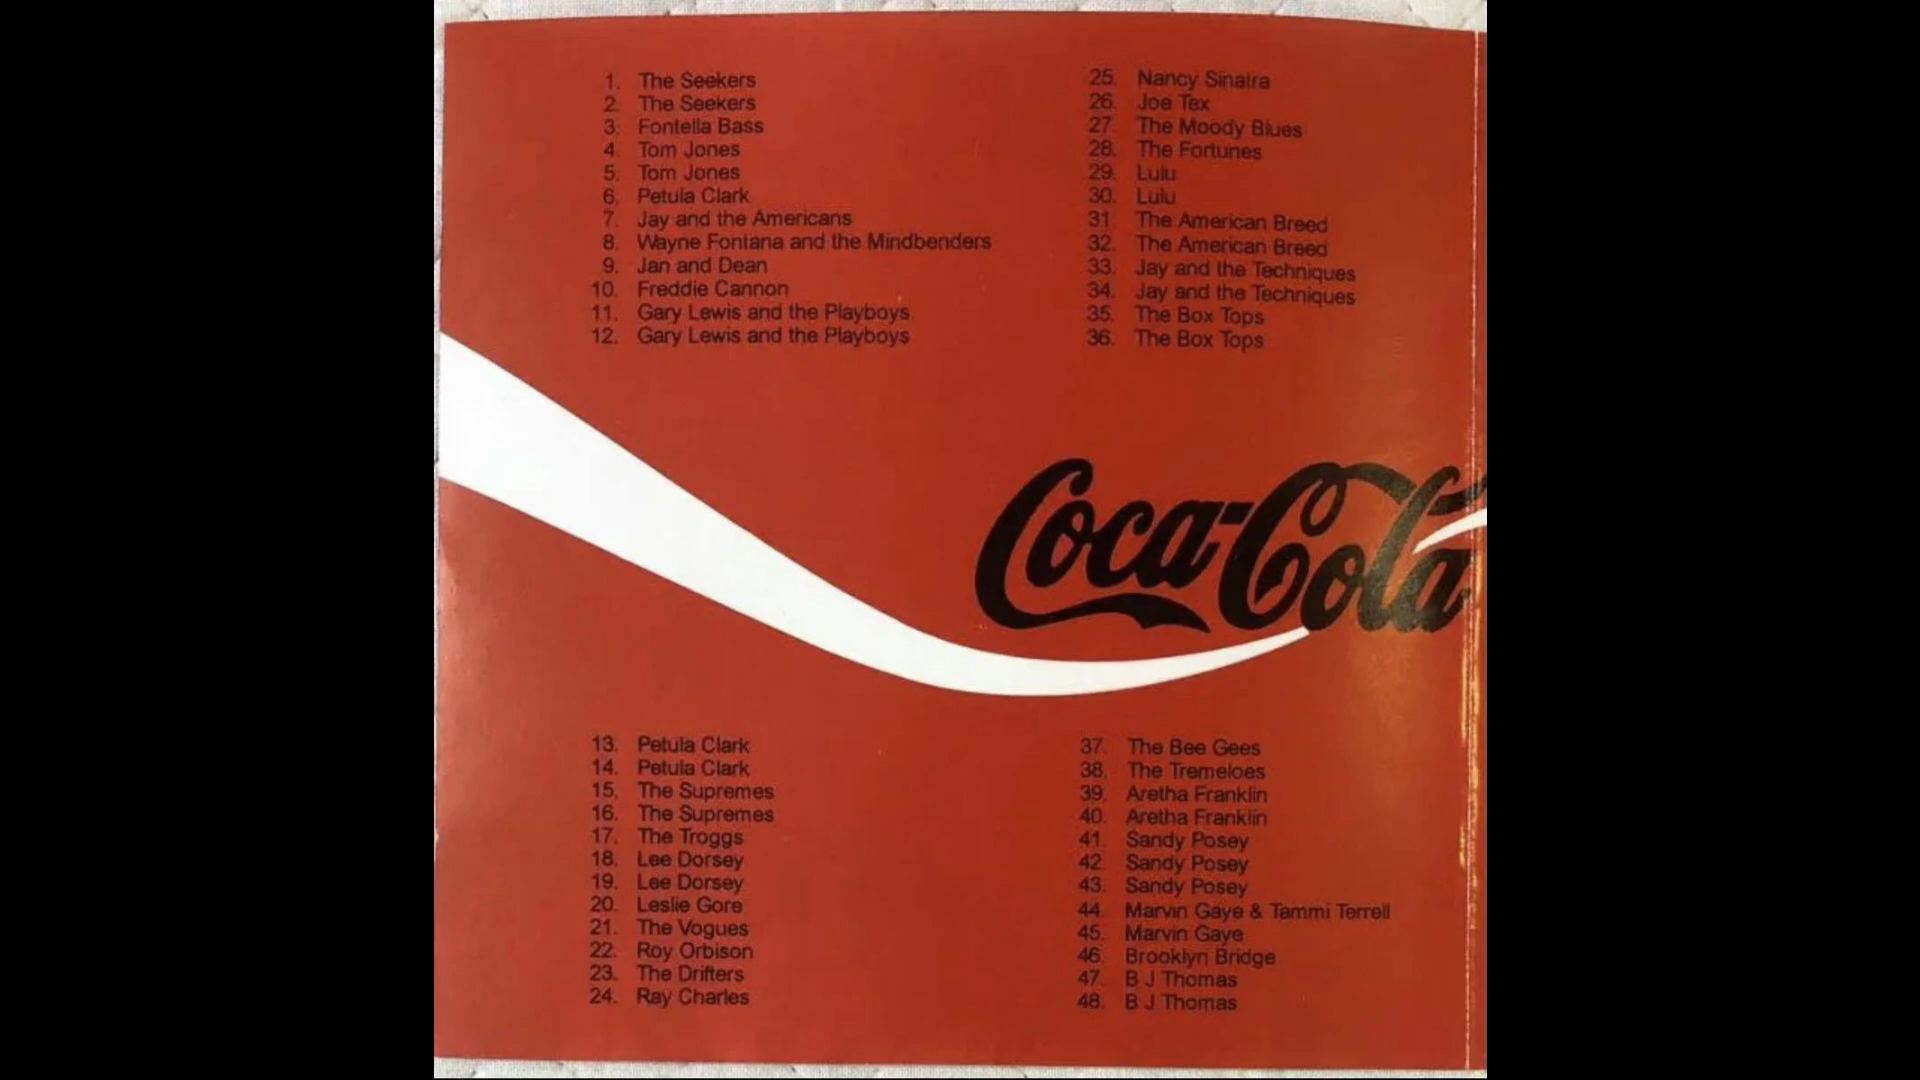 1. The Seekers
2. The Seekers
3. Fontella Bass
4. Tom Jones
5. Tom Jones
6. Petula Clark
7. Jay and the Americans
8. Wayne Fontana and the Mindbenders
9. Jan and Dean
10. Freddie Cannon
11. Gary Lewis and the Playboys
12. Gary Lewis and the Playboys
25. Nancy Sinatra
26. Joe Tex
27. The Moody Blues
28. The Fortunes
29. Lulu
30. Lulu
31. The American Breed
32. The American Breed
33. Jay and the Techniques
34. Jay and the Techniques
35. The Box Tops
36. The Box Tops
Coca-Cola
13. Petula Clark
14. Petula Clark
15. The Supremes
16. The Supremes
17. The Troggs
18. Lee Dorsey
19. Lee Dorsey
20. Leslie Gore
21. The Vogues
22. Roy Orbison
23. The Drifters
24. Ray Charles
37. The Bee Gees
38. The Tremeloes
39. Aretha Franklin
40. Aretha Franklin
41. Sandy Posey
42. Sandy Posey
43. Sandy Posey
44. Marvin Gaye & Tammi Terrell
45. Marvin Gaye
46. Brooklyn Bridge
47. B J Thomas
48. B J Thomas